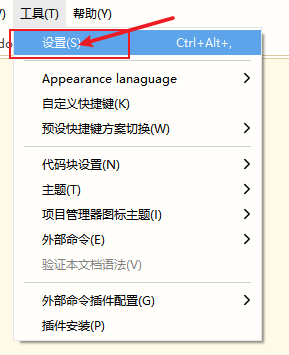 工具(T) 帮助(Y)
设置(S) Ctrl+Alt+,
Appearance lanaguage
自定义快捷键(K)
预设快捷键方案切换(W)
代码块设置(N)
主题(T)
项目管理器图标主题(I)
外部命令(E)
验证本文档语法(V)
外部命令插件配置(G)
插件安装(P)